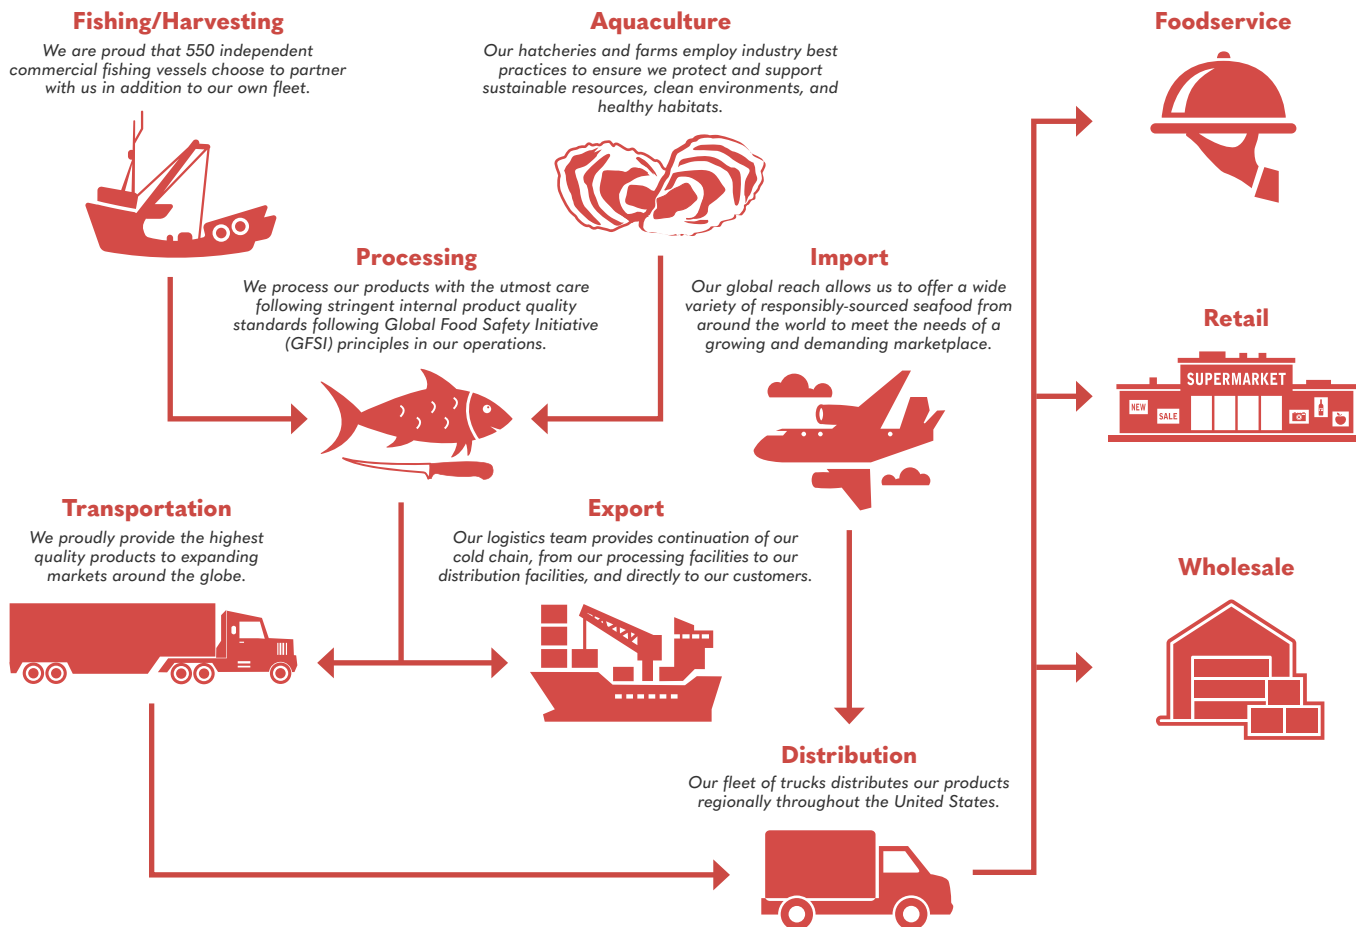 Fishing/Harvesting
We are proud that 550 independent
commercial fishing vessels choose to partner
with us in addition to our own fleet.
Aquaculture
Our hatcheries and farms employ industry best
practices to ensure we protect and support
sustainable resources, clean environments, and
healthy habitats.
Foodservice
Processing
We process our products with the utmost care
following stringent internal product quality
standards following Global Food Safety Initiative
(GFSI) principles in our operations.
Import
Our global reach allows us to offer a wide
variety of responsibly-sourced seafood from
around the world to meet the needs of a
growing and demanding marketplace.
Retail
SUPERMARKET
NEW
SALE
Transportation
We proudly provide the highest
quality products to expanding
markets around the globe.
Export
Our logistics team provides continuation of our
cold chain, from our processing facilities to our
distribution facilities, and directly to our customers.
Wholesale
Distribution
Our fleet of trucks distributes our products
regionally throughout the United States.